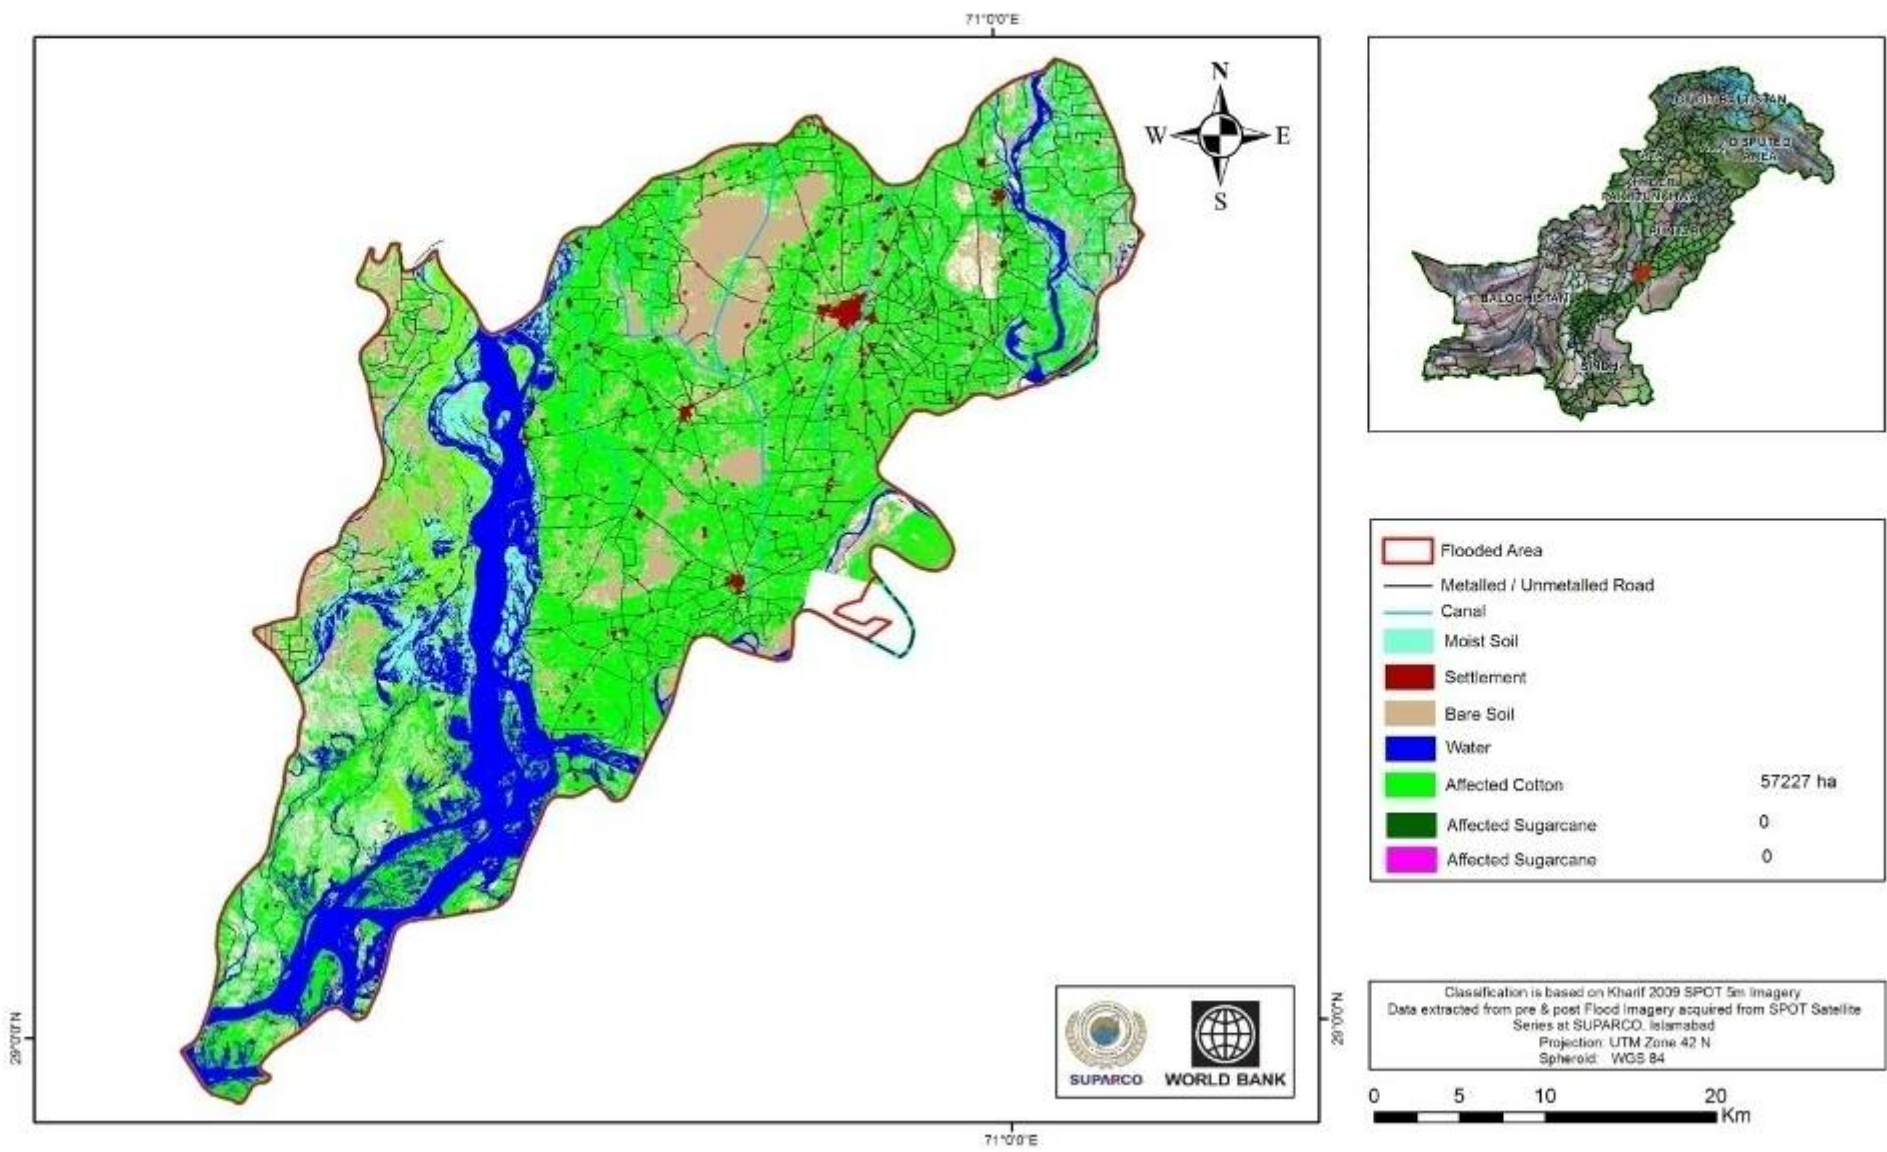 71°0'0"E
N
W
E
S
DISPUTED
AREA
BALOCHISTAN
SINDH
Flooded Area
Metalled / Unmetalled Road
Canal
Moist Soil
Settlement
Bare Soil
Water
Affected Cotton 57227 ha
Affected Sugarcane 0
Affected Sugarcane 0
29°0'0"N
29°0'0"N
SUPARCO
WORLD BANK
Classification is based on Kharif 2009 SPOT 5m Imagery
Data extracted from pre & post Flood Imagery acquired from SPOT Satellite
Series at SUPARCO, Islamabad
Projection: UTM Zone 42 N
Spheroid: WGS 84
0 5 10 20
Km
71°0'0"E